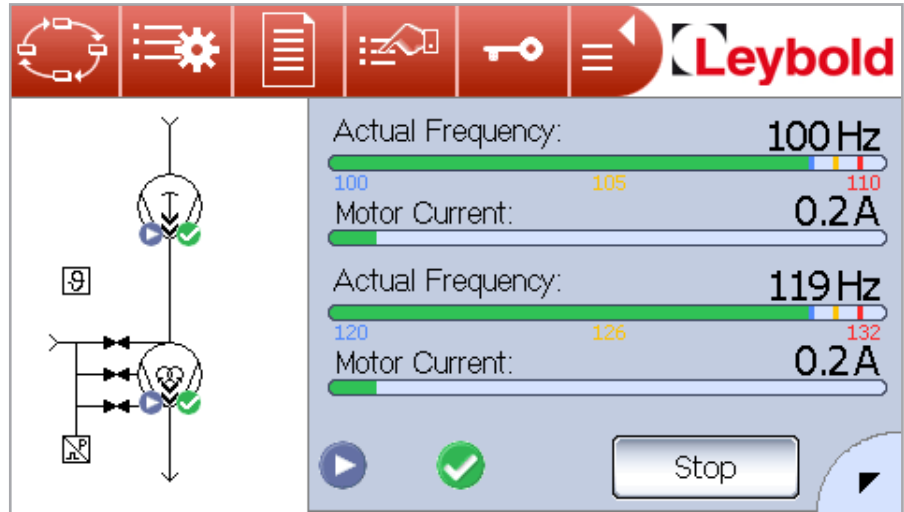 Leybold
Actual Frequency: 100 Hz
100 105 110
Motor Current: 0.2 A
Actual Frequency: 119 Hz
120 126 132
Motor Current: 0.2 A
ϑ
P
n
Stop